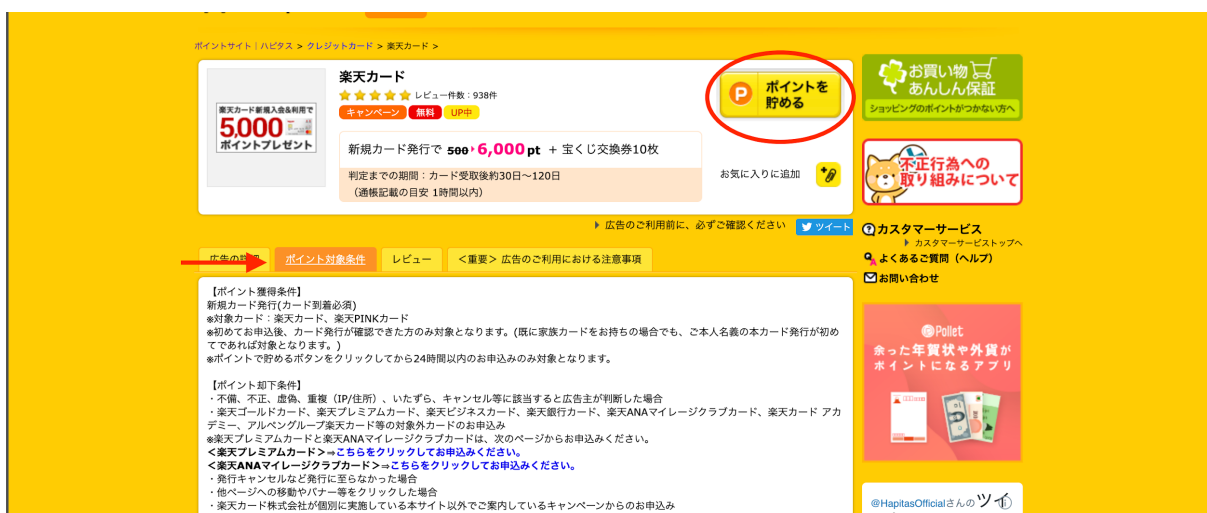 ポイントサイト｜ハピタス > クレジットカード > 楽天カード >
楽天カード新規入会&利用で
5,000
ポイントプレゼント
楽天カード
レビュー件数：938件
キャンペーン 無料 UP中
新規カード発行で 500 6,000 pt + 宝くじ交換券10枚
判定までの期間：カード受取後約30日～120日
（通帳記載の目安 1時間以内）
P ポイントを
貯める
お気に入りに追加
広告のご利用前に、必ずご確認ください ツイート
広告の詳細 ポイント対象条件 レビュー ＜重要＞ 広告のご利用における注意事項
【ポイント獲得条件】
新規カード発行(カード到着必須)
※対象カード：楽天カード、楽天PINKカード
※初めてお申込後、カード発行が確認できた方のみ対象となります。(既に家族カードをお持ちの場合でも、ご本人名義の本カード発行が初め
てであれば対象となります。)
※ポイントで貯めるボタンをクリックしてから24時間以内のお申込みのみ対象となります。
【ポイント却下条件】
・不備、不正、虚偽、重複（IP/住所）、いたずら、キャンセル等に該当すると広告主が判断した場合
・楽天ゴールドカード、楽天プレミアムカード、楽天ビジネスカード、楽天銀行カード、楽天ANAマイレージクラブカード、楽天カード アカ
デミー、アルペングループ楽天カード等の対象外カードのお申込み
※楽天プレミアムカードと楽天ANAマイレージクラブカードは、次のページからお申込みください。
＜楽天プレミアムカード＞⇒こちらをクリックしてお申込みください。
＜楽天ANAマイレージクラブカード＞⇒こちらをクリックしてお申込みください。
・発行キャンセルなど発行に至らなかった場合
・他ページへの移動やバナー等をクリックした場合
・楽天カード株式会社が個別に実施している本サイト以外でご案内しているキャンペーンからのお申込み
お買い物
あんしん保証
ショッピングのポイントがつかない方へ
不正行為への
取り組みについて
カスタマーサービス
カスタマーサービストップへ
よくあるご質問（ヘルプ）
お問い合わせ
Pollet
余った年賀状や外貨が
ポイントになるアプリ
@HapitasOfficialさんのツイ